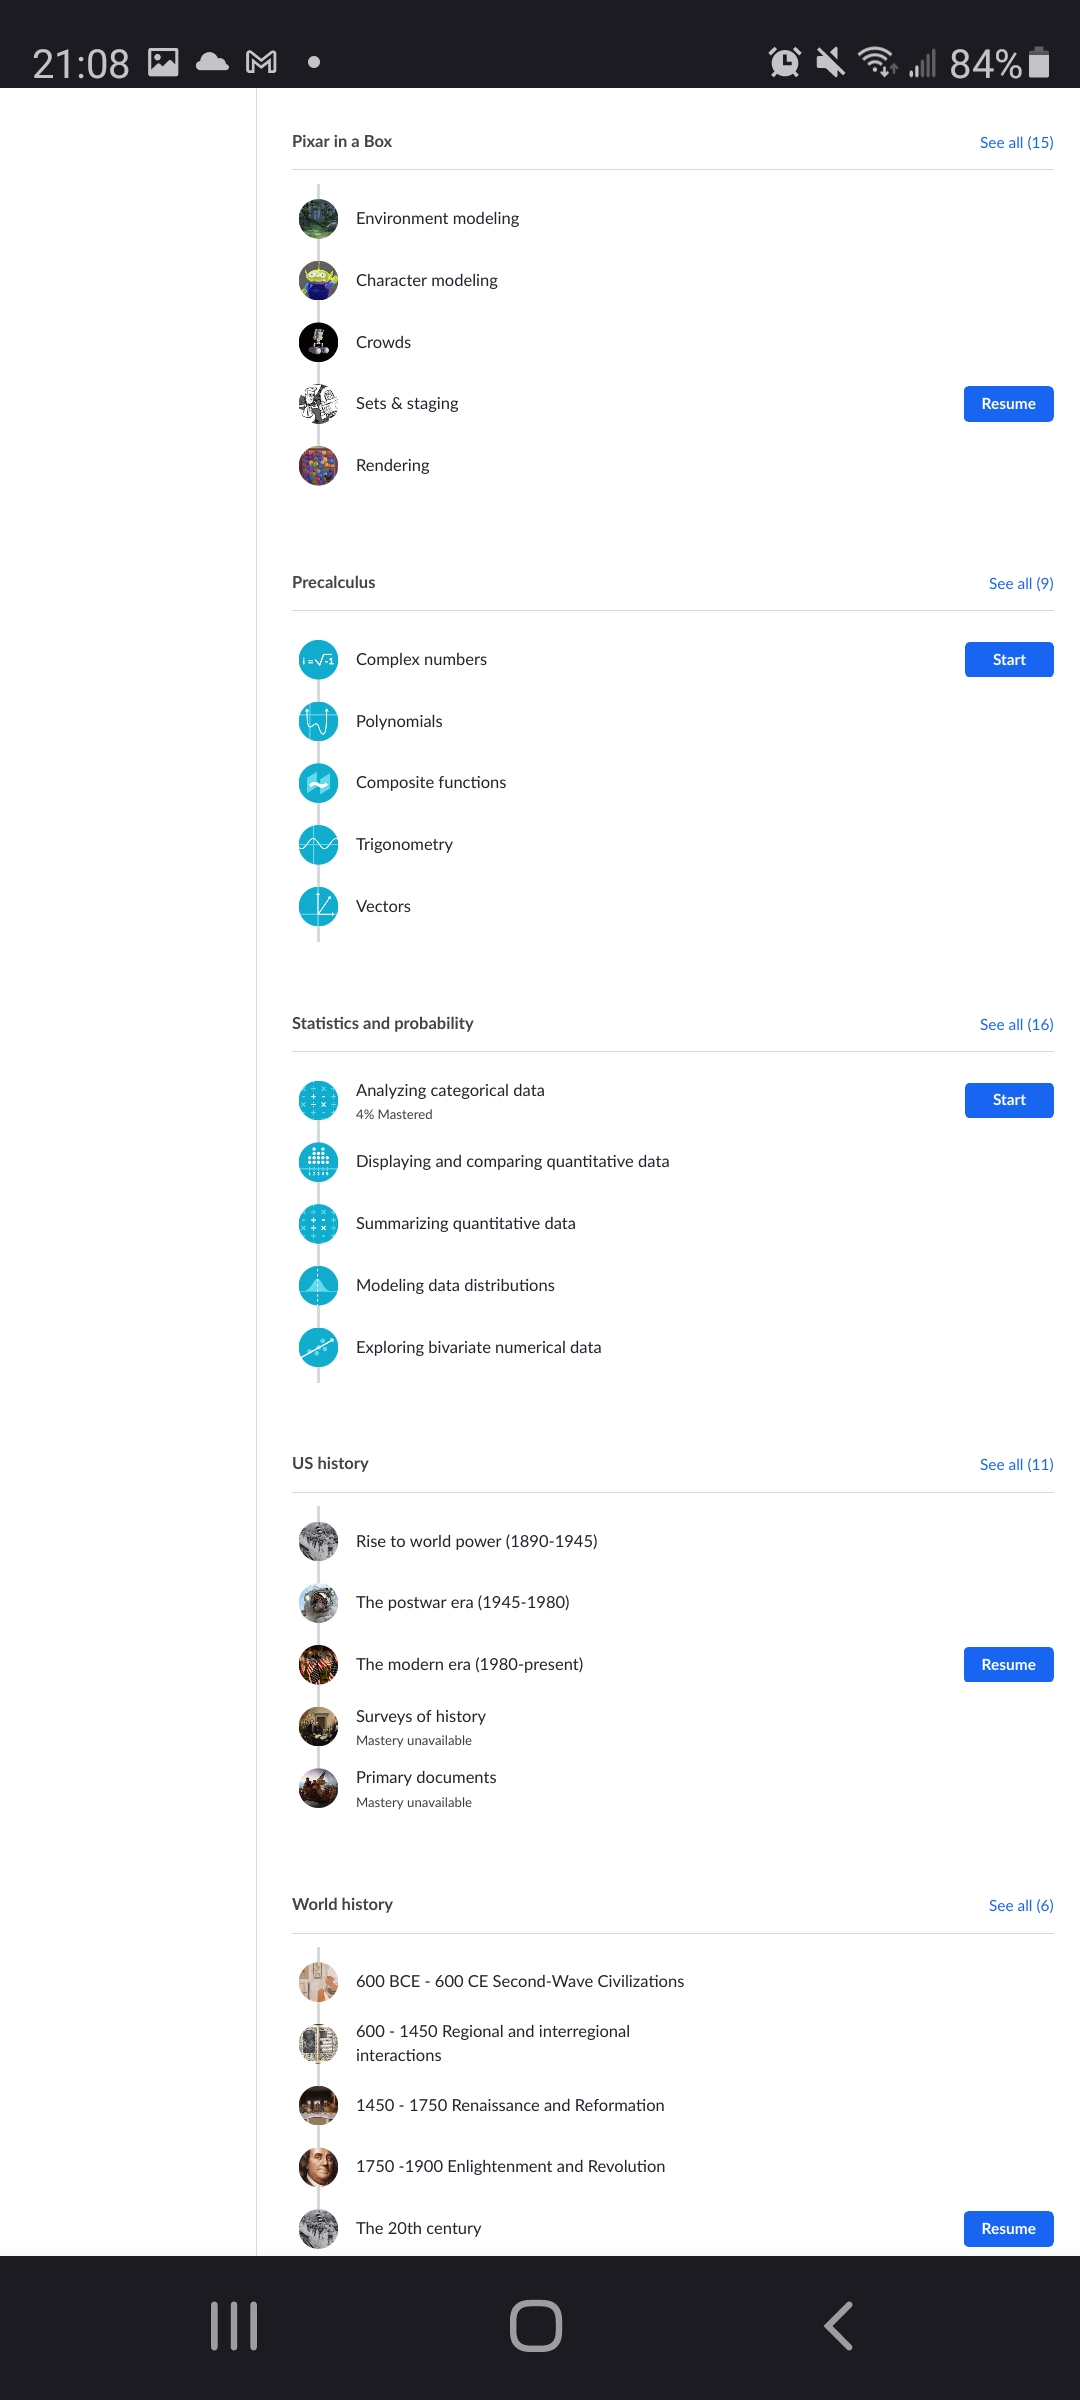 21:08
84%
Pixar in a Box
See all (15)
Environment modeling
Character modeling
Crowds
Sets & staging
Resume
Rendering
Precalculus
See all (9)
i=√-1
Complex numbers
Start
Polynomials
Composite functions
Trigonometry
Vectors
Statistics and probability
See all (16)
Analyzing categorical data
4% Mastered
Start
Displaying and comparing quantitative data
Summarizing quantitative data
Modeling data distributions
Exploring bivariate numerical data
US history
See all (11)
Rise to world power (1890-1945)
The postwar era (1945-1980)
The modern era (1980-present)
Resume
Surveys of history
Mastery unavailable
Primary documents
Mastery unavailable
World history
See all (6)
600 BCE - 600 CE Second-Wave Civilizations
600 - 1450 Regional and interregional
interactions
1450 - 1750 Renaissance and Reformation
1750 -1900 Enlightenment and Revolution
The 20th century
Resume